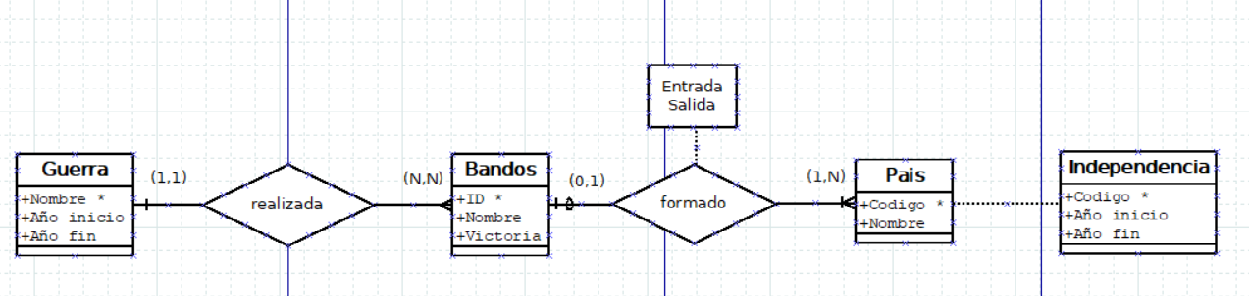 Guerra
+Nombre *
+Año inicio
+Año fin
(1,1)
realizada
(N,N)
Bandos
+ID *
+Nombre
+Victoria
(0,1)
Entrada
Salida
formado
(1,N)
Pais
+Codigo *
+Nombre
Independencia
+Codigo *
+Año inicio
+Año fin